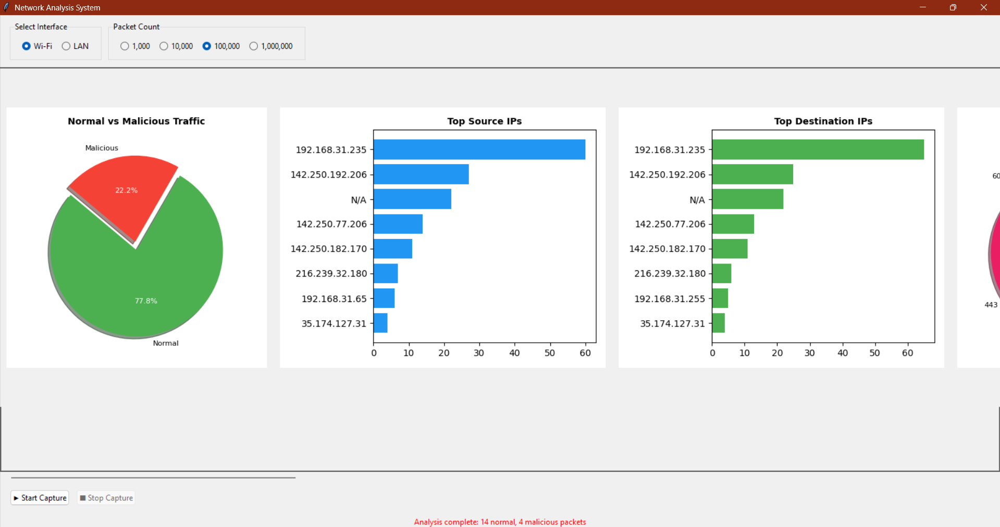 Network Analysis System
Select Interface
Wi-Fi LAN
Packet Count
1,000 10,000 100,000 1,000,000
Normal vs Malicious Traffic
Malicious
22.2%
77.8%
Normal
Top Source IPs
192.168.31.235
142.250.192.206
N/A
142.250.77.206
142.250.182.170
216.239.32.180
192.168.31.65
35.174.127.31
0 10 20 30 40 50 60
Top Destination IPs
192.168.31.235
142.250.192.206
N/A
142.250.77.206
142.250.182.170
216.239.32.180
192.168.31.255
35.174.127.31
0 10 20 30 40 50 60
443
Start Capture Stop Capture
Analysis complete: 14 normal, 4 malicious packets